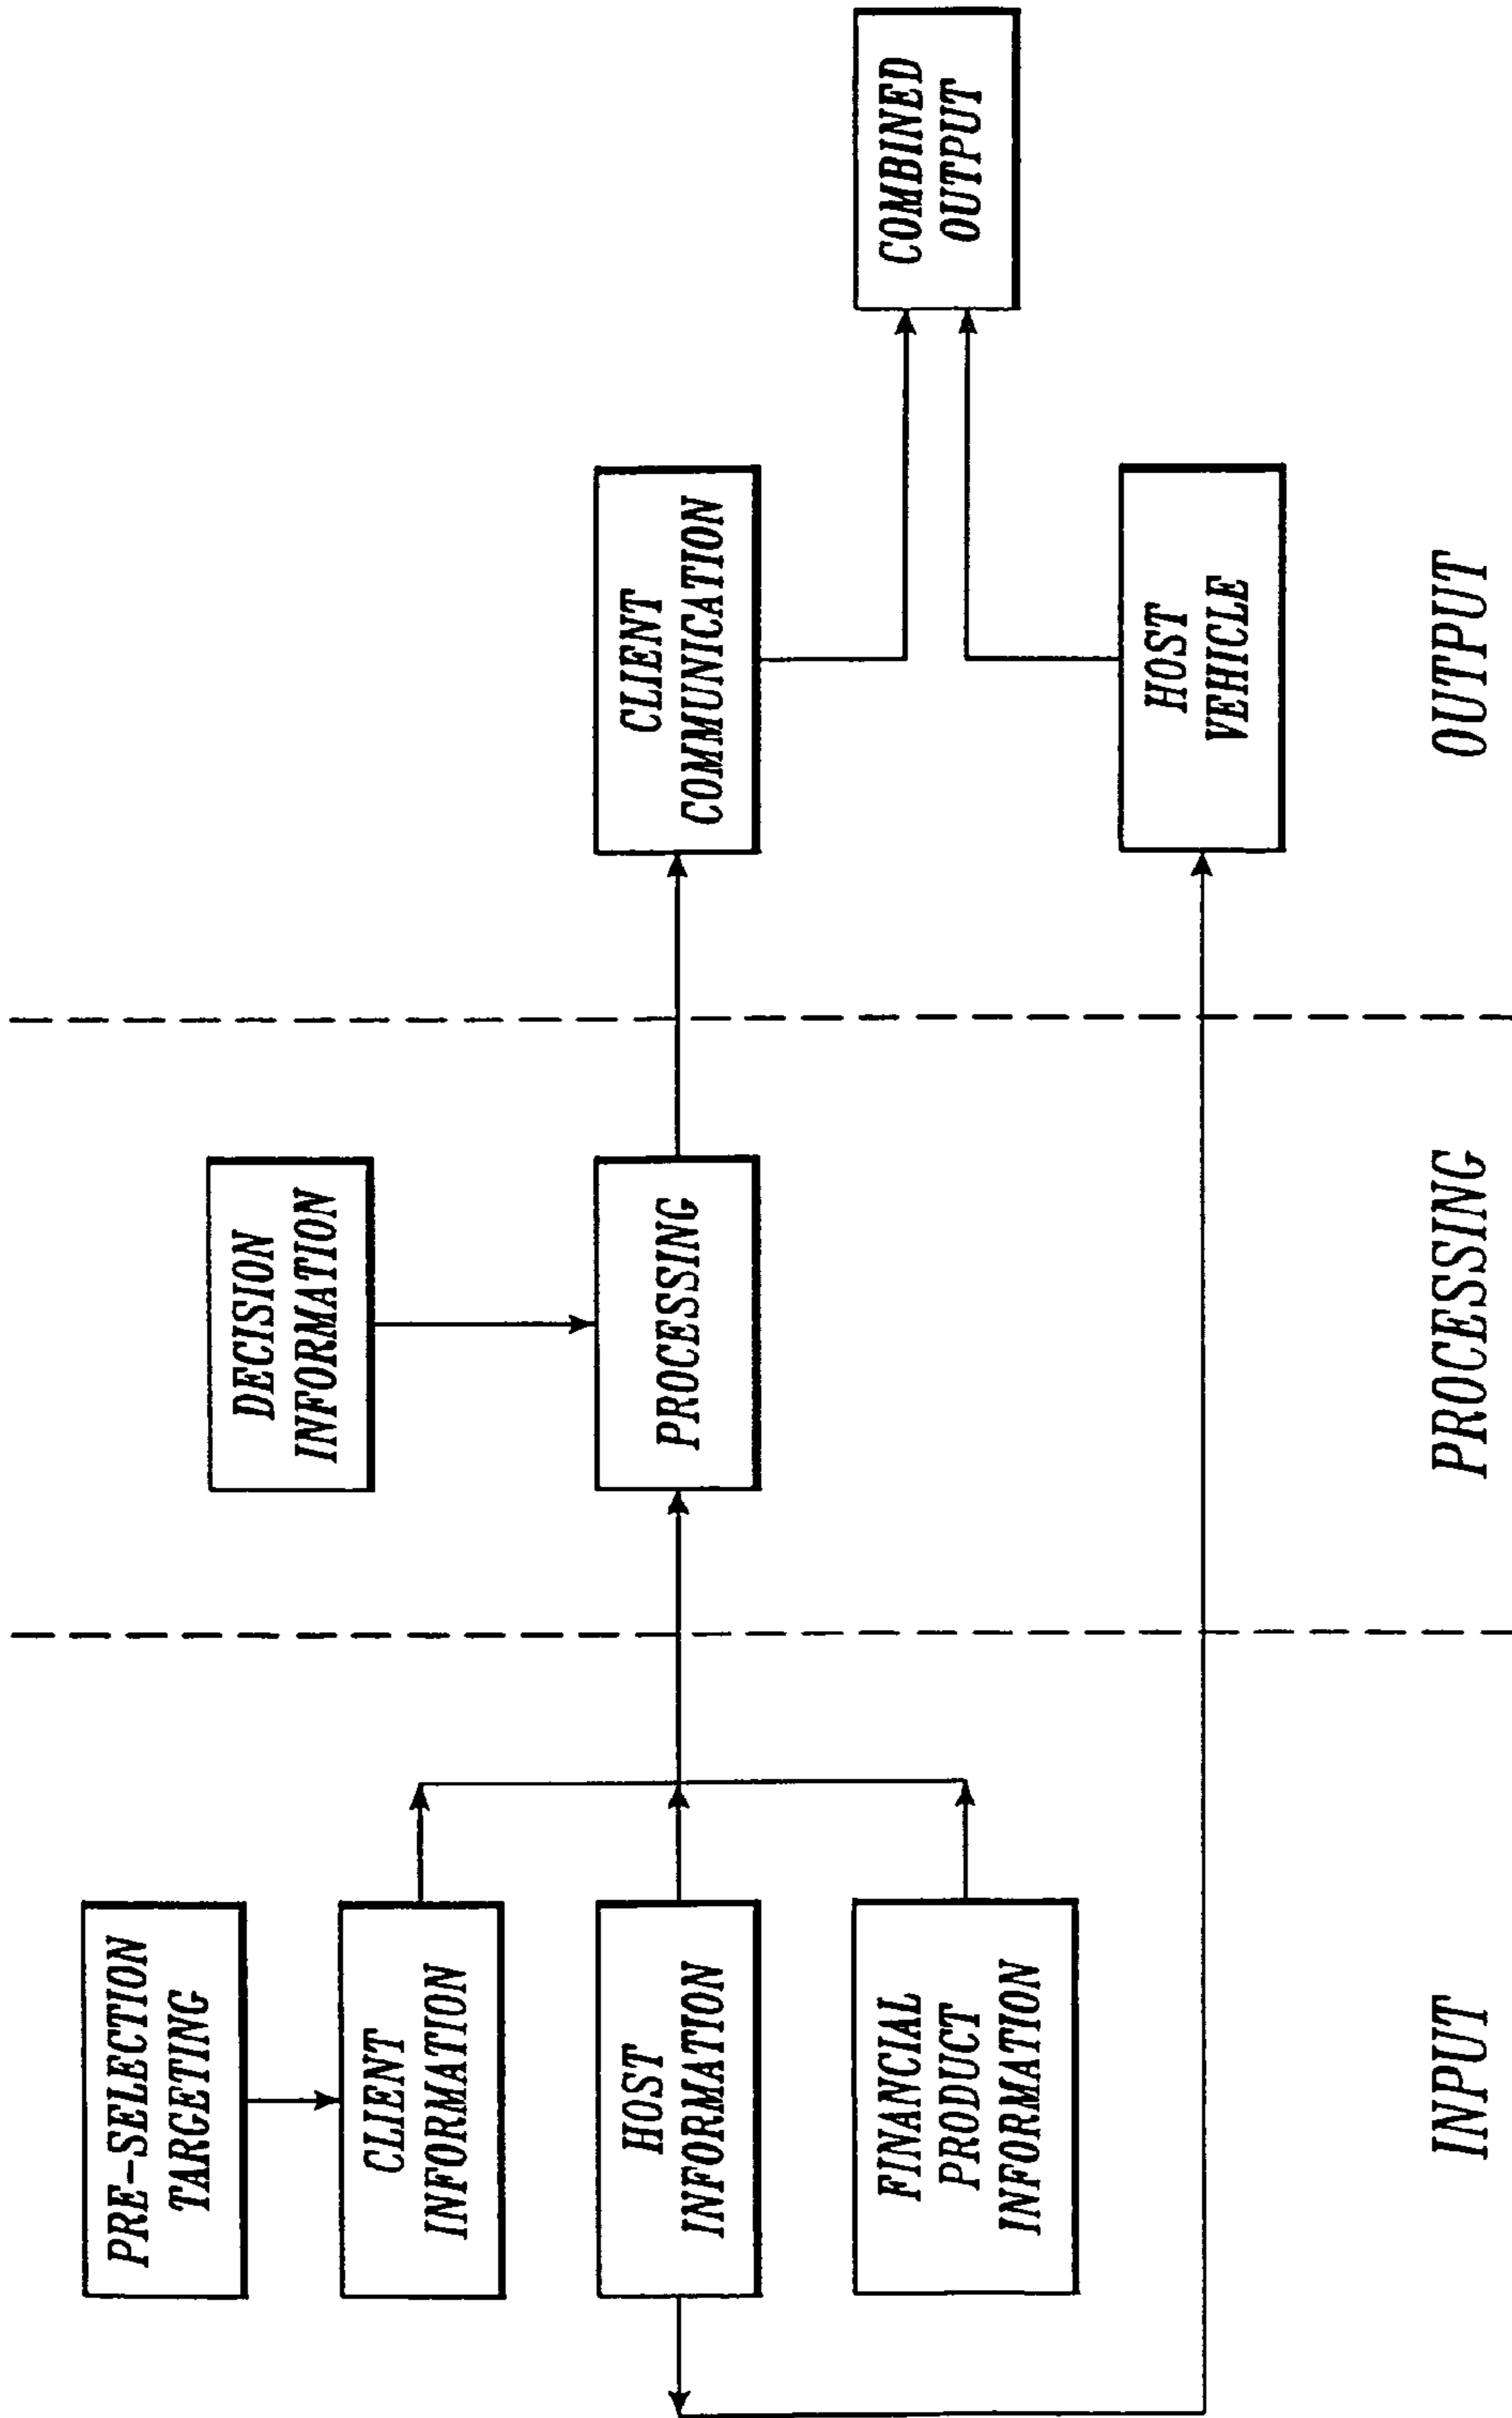 PRE-SELECTION
TARGETING
CLIENT
INFORMATION
HOST
INFORMATION
FINANCIAL
PRODUCT
INFORMATION
INPUT
DECISION
INFORMATION
PROCESSING
PROCESSING
CLIENT
COMMUNICATION
HOST
VEHICLE
OUTPUT
COMBINED
OUTPUT